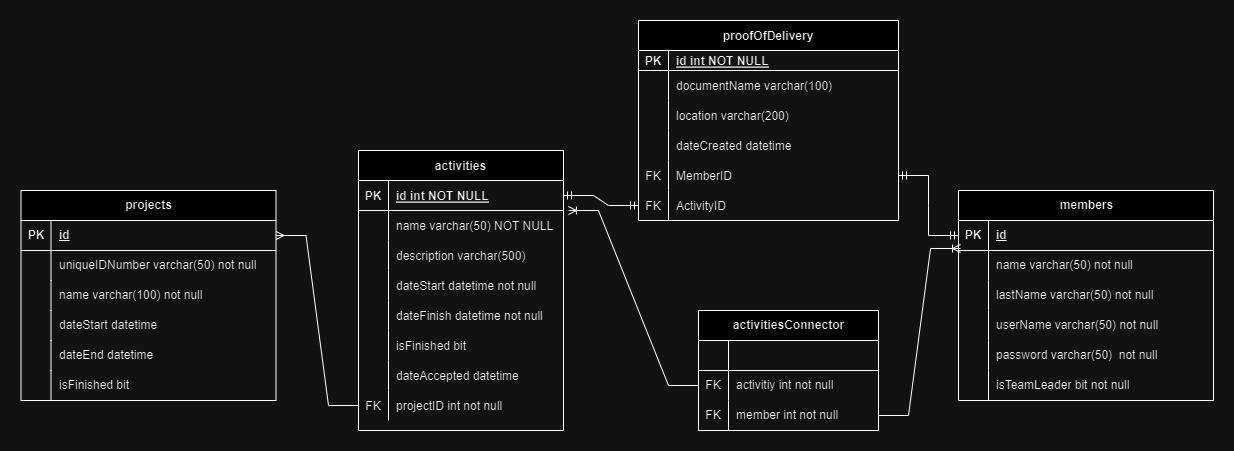 proofOfDelivery
PK id int NOT NULL
documentName varchar(100)
location varchar(200)
dateCreated datetime
FK MemberID
FK ActivityID
activities
PK id int NOT NULL
name varchar(50) NOT NULL
description varchar(500)
dateStart datetime not null
dateFinish datetime not null
isFinished bit
dateAccepted datetime
FK projectID int not null
projects
PK id
uniqueIDNumber varchar(50) not null
name varchar(100) not null
dateStart datetime
dateEnd datetime
isFinished bit
members
PK id
name varchar(50) not null
lastName varchar(50) not null
userName varchar(50) not null
password varchar(50) not null
isTeamLeader bit not null
activitiesConnector
FK activitiy int not null
FK member int not null